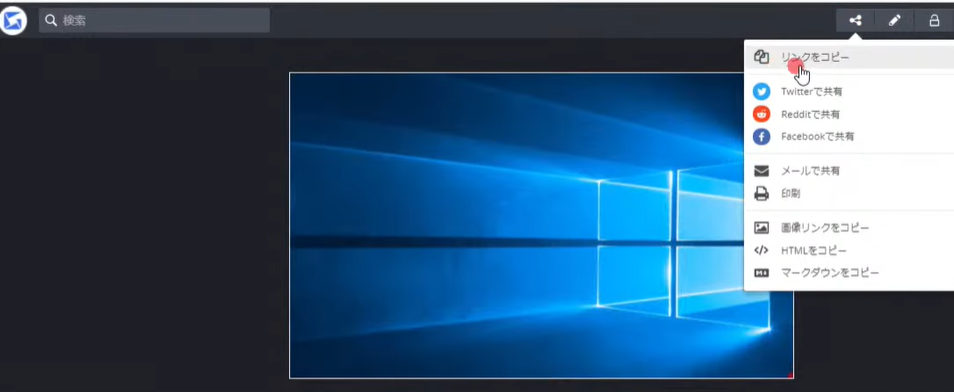 検索
リンクをコピー
Twitterで共有
Redditで共有
Facebookで共有
メールで共有
印刷
画像リンクをコピー
HTMLをコピー
マークダウンをコピー